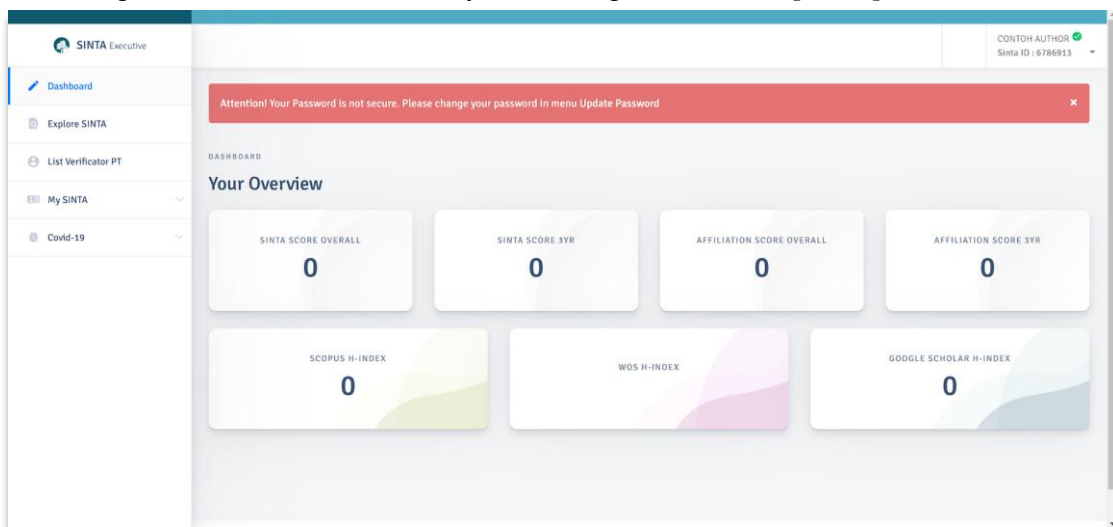 SINTA Executive
CONTOH AUTHOR
Sinta ID : 6786913
Dashboard
Explore SINTA
List Verificator PT
My SINTA
Covid-19
Attention! Your Password is not secure. Please change your password in menu Update Password
×
DASHBOARD
Your Overview
SINTA SCORE OVERALL
0
SINTA SCORE 3YR
0
AFFILIATION SCORE OVERALL
0
AFFILIATION SCORE 3YR
0
SCOPUS H-INDEX
0
WOS H-INDEX
GOOGLE SCHOLAR H-INDEX
0